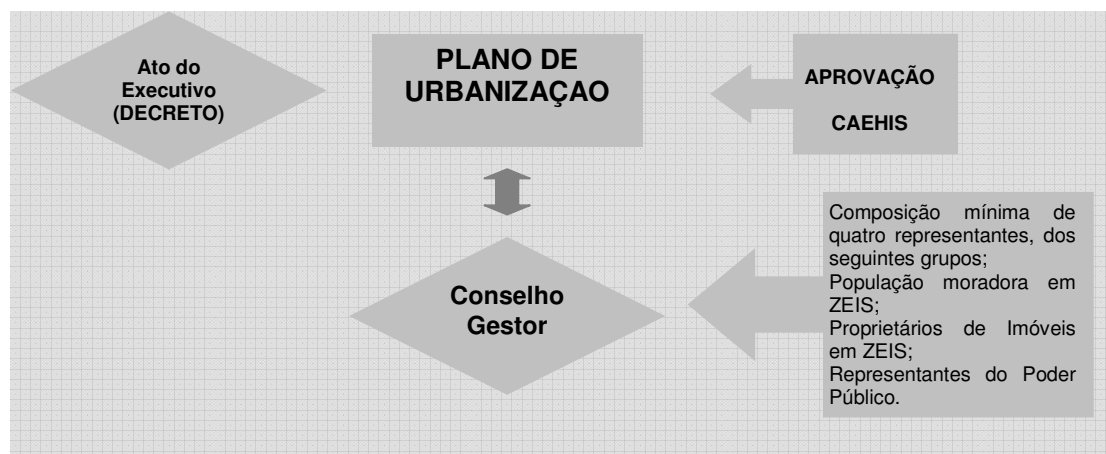 Ato do
Executivo
(DECRETO)
PLANO DE
URBANIZAÇAO
APROVAÇÃO
CAEHIS
Conselho
Gestor
Composição mínima de
quatro representantes, dos
seguintes grupos;
População moradora em
ZEIS;
Proprietários de Imóveis
em ZEIS;
Representantes do Poder
Público.